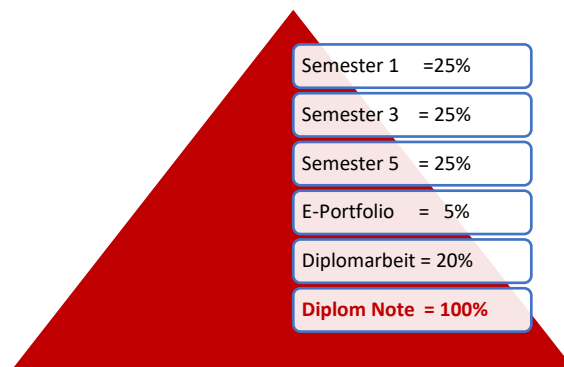 Semester 1 =25%
Semester 3 = 25%
Semester 5 = 25%
E-Portfolio = 5%
Diplomarbeit = 20%
Diplom Note = 100%